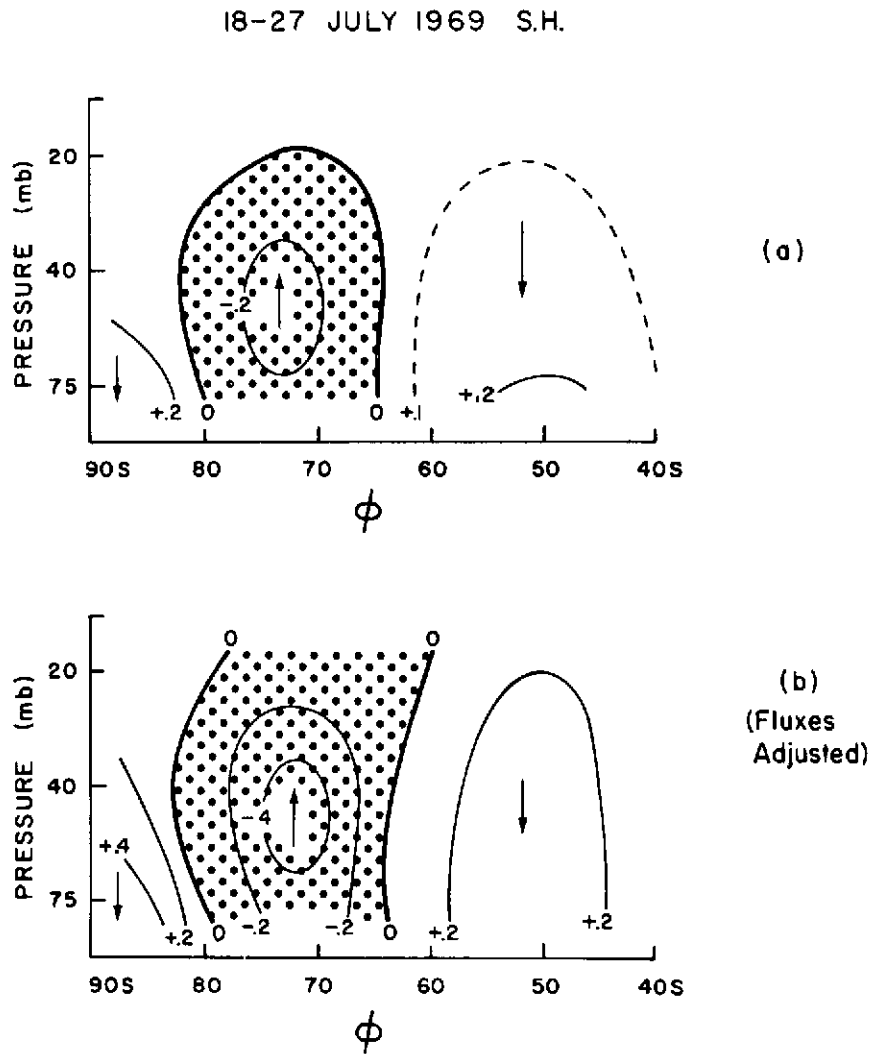 18-27 JULY 1969 S.H.
PRESSURE (mb)
20
40
75
-.2
+.2
0
0
+.1
+.2
90S 80 70 60 50 40S
ϕ
(a)
PRESSURE (mb)
20
40
75
0
0
-.4
+.4
+.2
0
-.2
-.2
0
+.2
+.2
90S 80 70 60 50 40S
ϕ
(b)
(Fluxes
Adjusted)